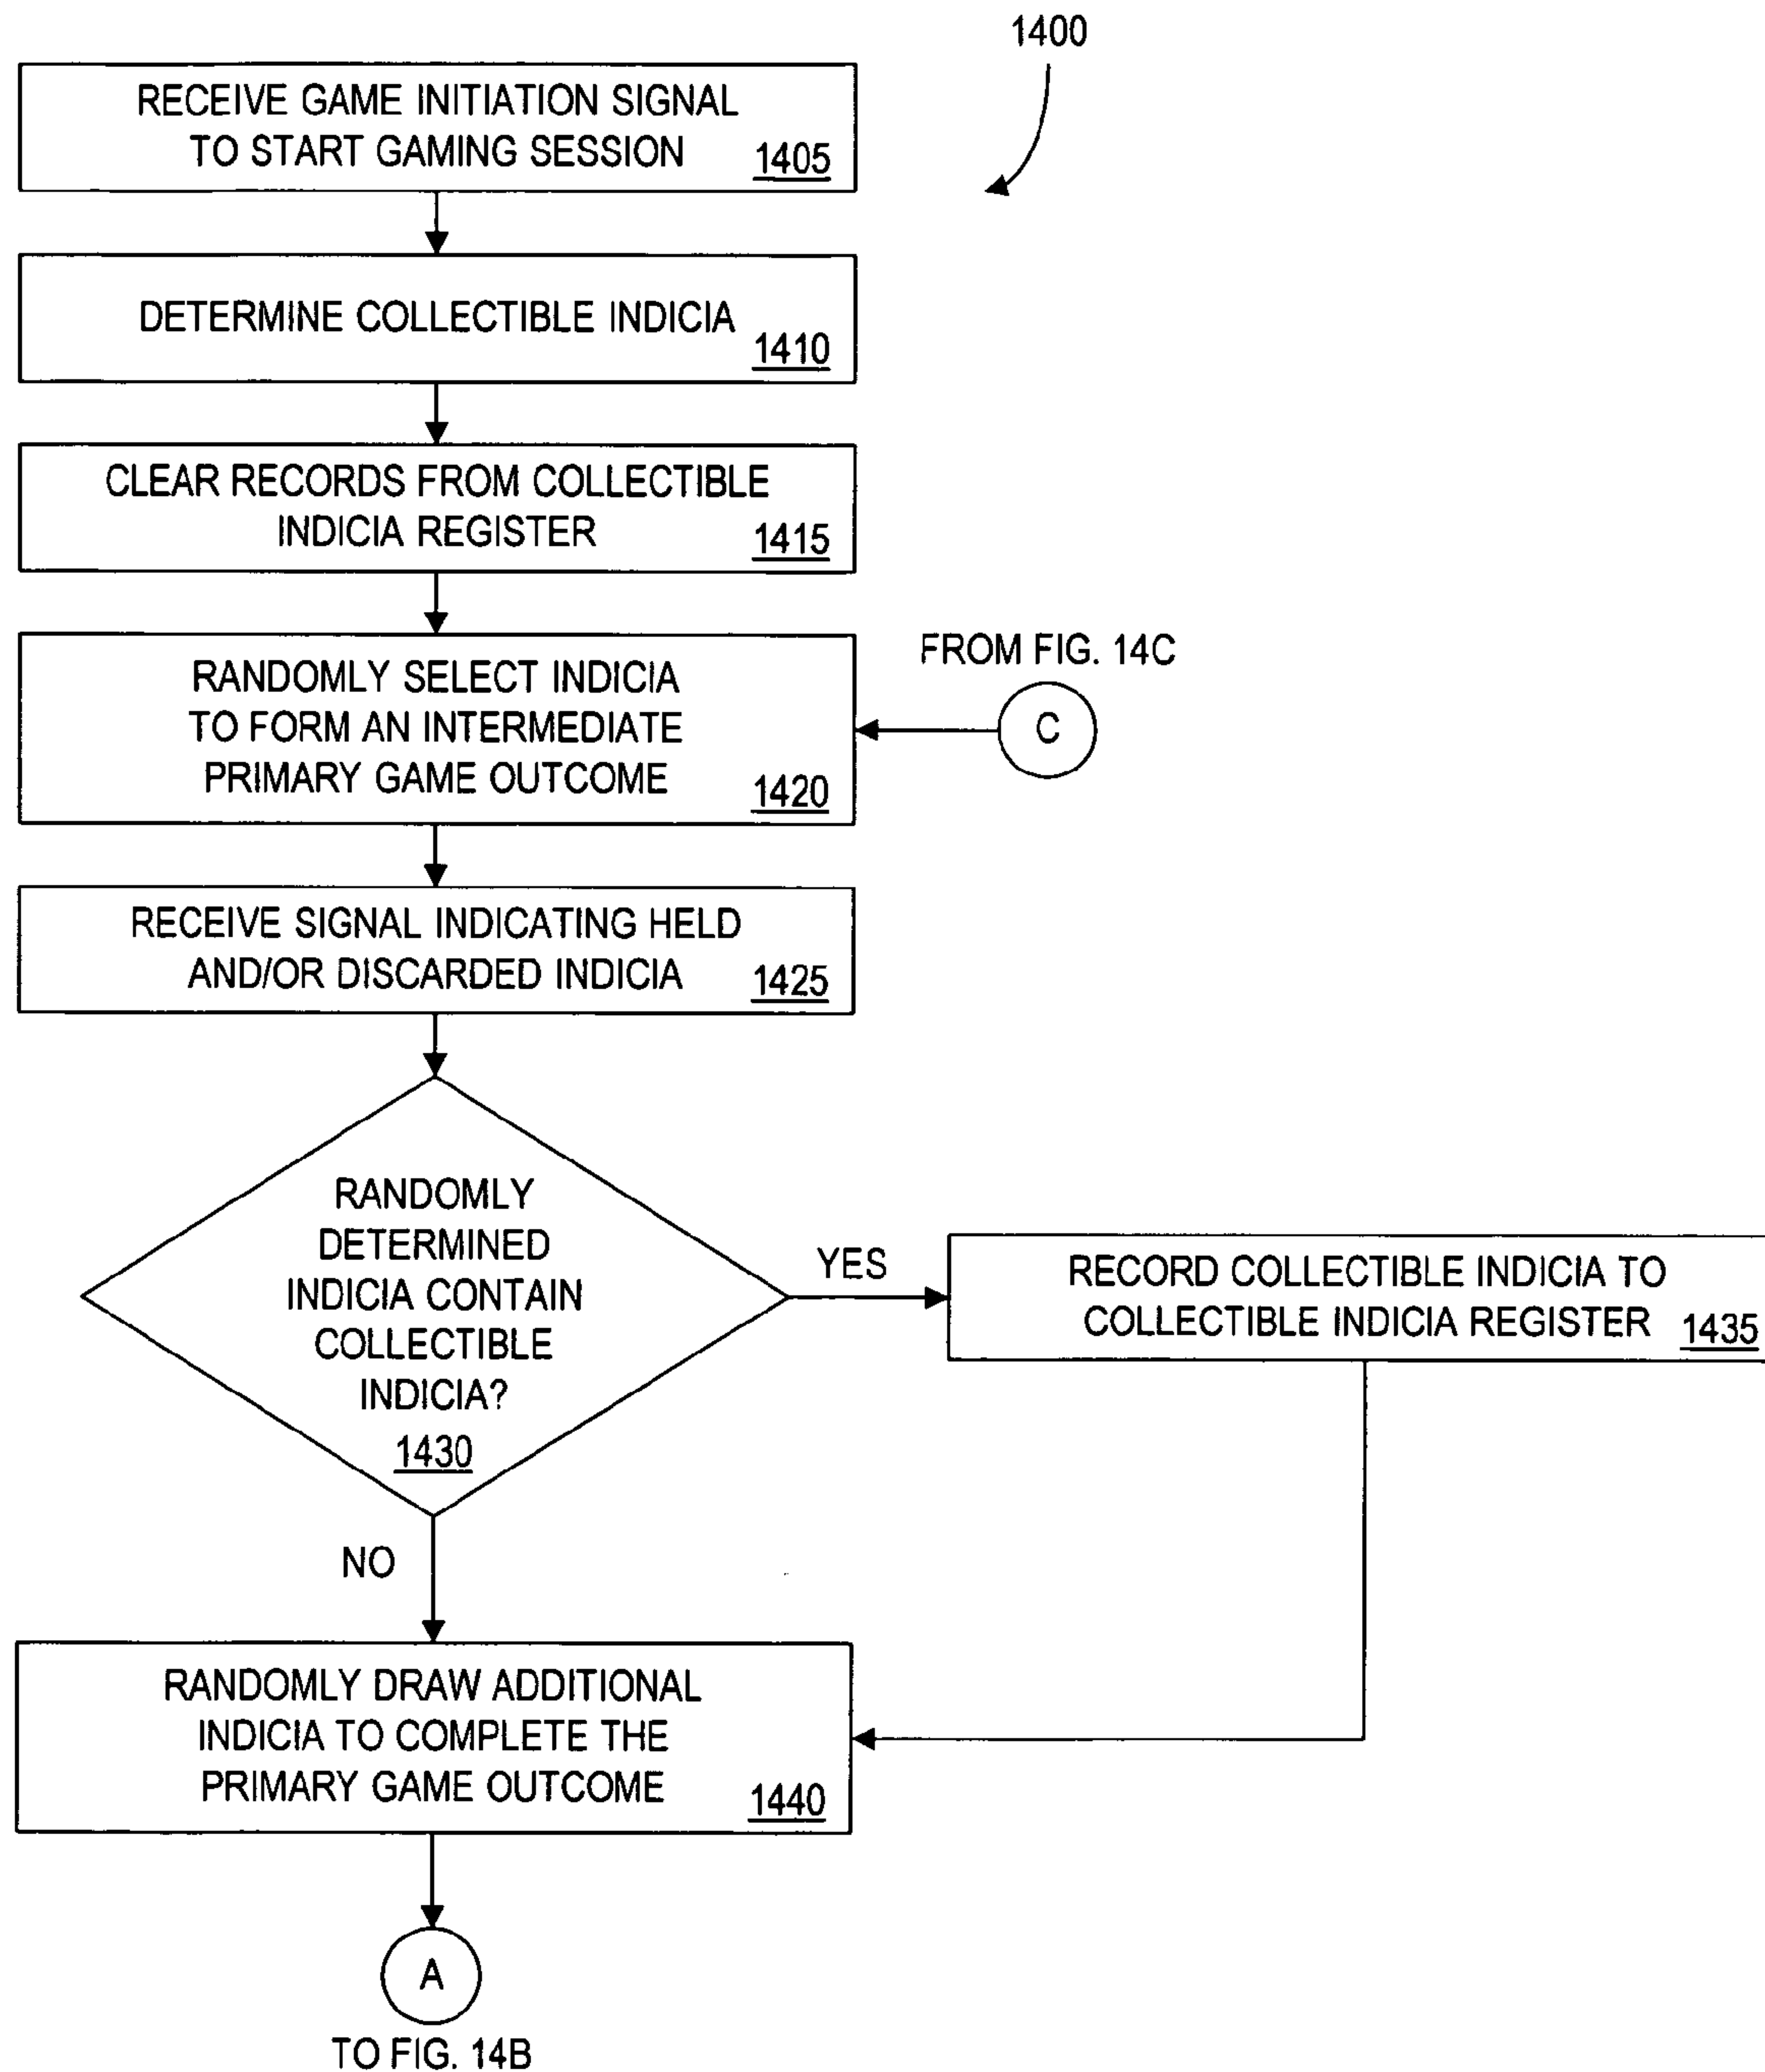 1400
RECEIVE GAME INITIATION SIGNAL
TO START GAMING SESSION 1405
DETERMINE COLLECTIBLE INDICIA
1410
CLEAR RECORDS FROM COLLECTIBLE
INDICIA REGISTER 1415
RANDOMLY SELECT INDICIA
TO FORM AN INTERMEDIATE
PRIMARY GAME OUTCOME 1420
FROM FIG. 14C
C
RECEIVE SIGNAL INDICATING HELD
AND/OR DISCARDED INDICIA 1425
RANDOMLY
DETERMINED
INDICIA CONTAIN
COLLECTIBLE
INDICIA?
1430
YES
RECORD COLLECTIBLE INDICIA TO
COLLECTIBLE INDICIA REGISTER 1435
NO
RANDOMLY DRAW ADDITIONAL
INDICIA TO COMPLETE THE
PRIMARY GAME OUTCOME 1440
A
TO FIG. 14B